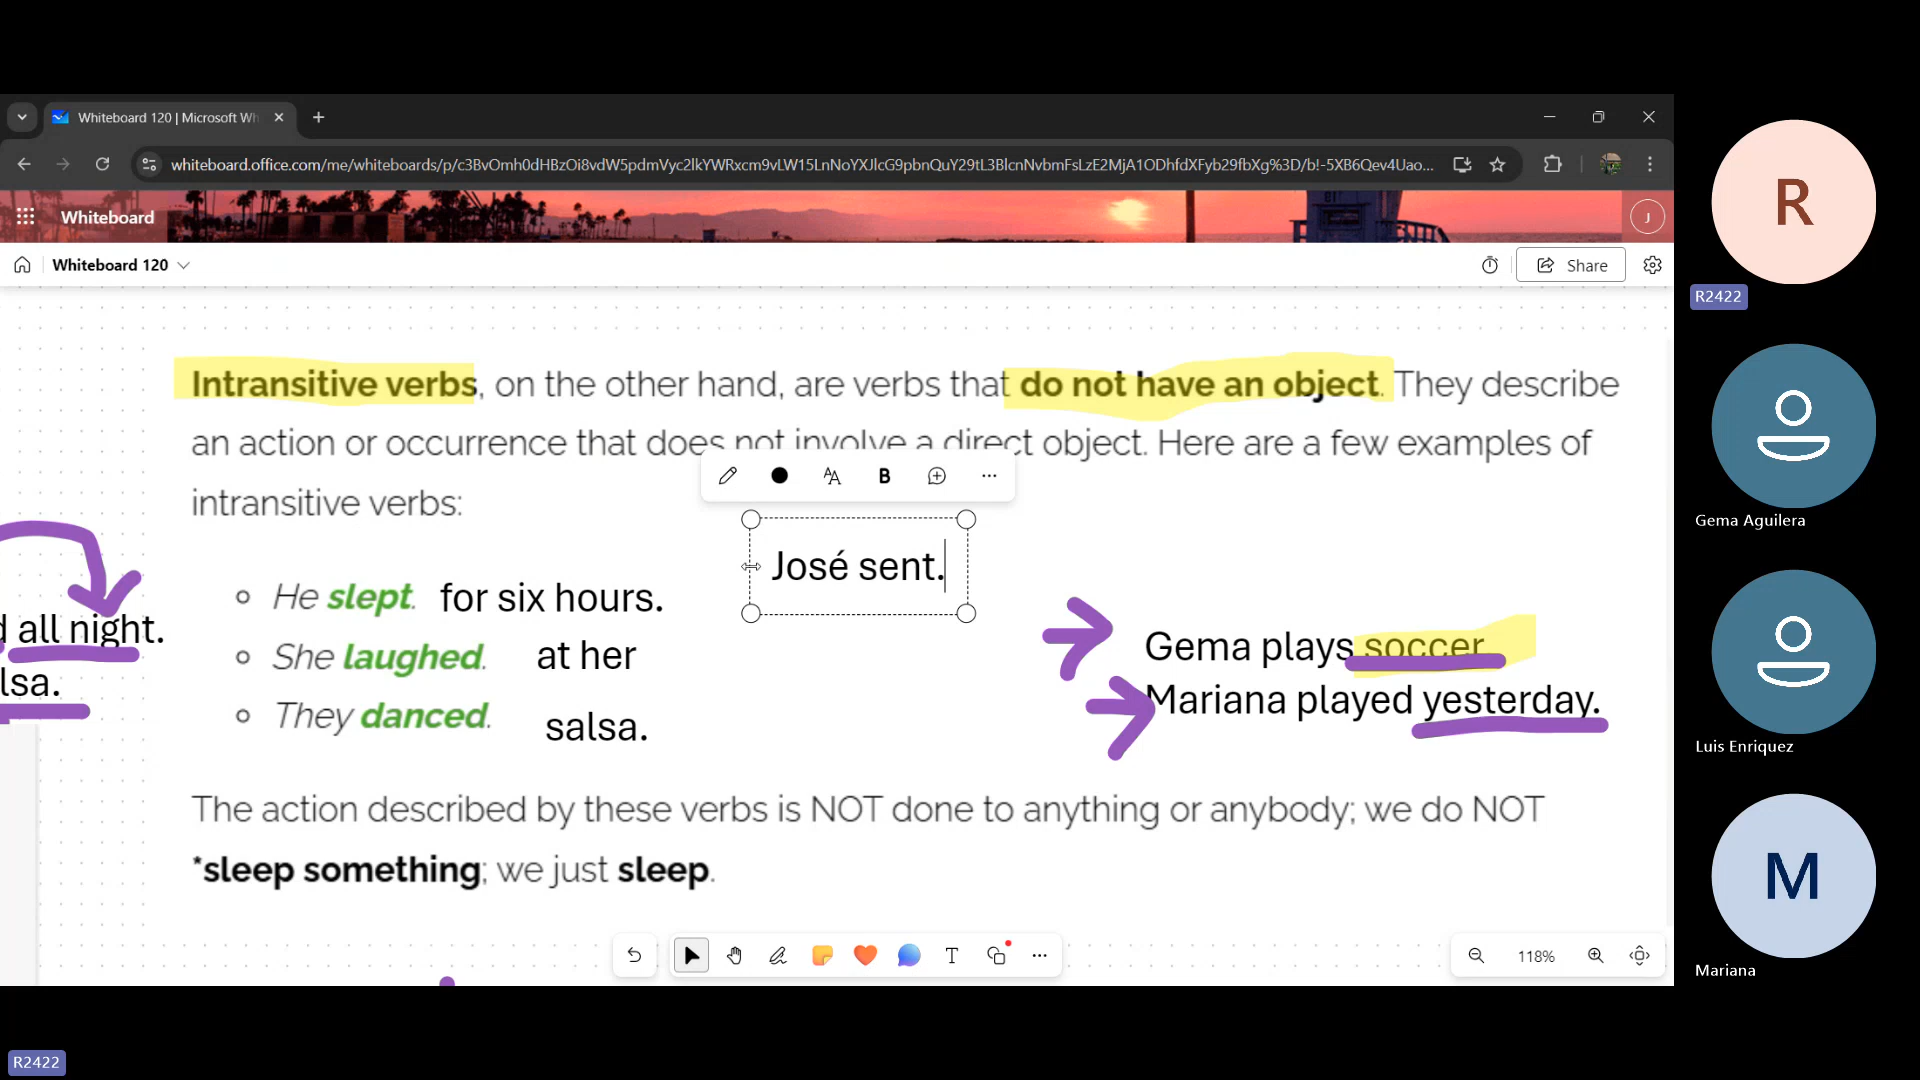 Whiteboard 120 | Microsoft Wh
whiteboard.office.com/me/whiteboards/p/c3BvOmh0dHBzOi8vdW5pdmVyc2lkYWRxcm9vLW15LnNoYXJlcG9pbnQuY29tL3BlcnNvbmFsLzE2MjA1ODhfdXFyb29fbXg%3D/b!-5XB6Qev4Uao...
Whiteboard
J
Whiteboard 120
Share
Intransitive verbs, on the other hand, are verbs that do not have an object. They describe
an action or occurrence that does not involve a direct object. Here are a few examples of
intransitive verbs:
B
José sent.
He slept. for six hours.
all night.
She laughed. at her
lsa.
They danced. salsa.
Gema plays soccer
Mariana played yesterday.
The action described by these verbs is NOT done to anything or anybody; we do NOT
*sleep something; we just sleep.
T
118%
R
R2422
Gema Aguilera
Luis Enriquez
M
Mariana
R2422